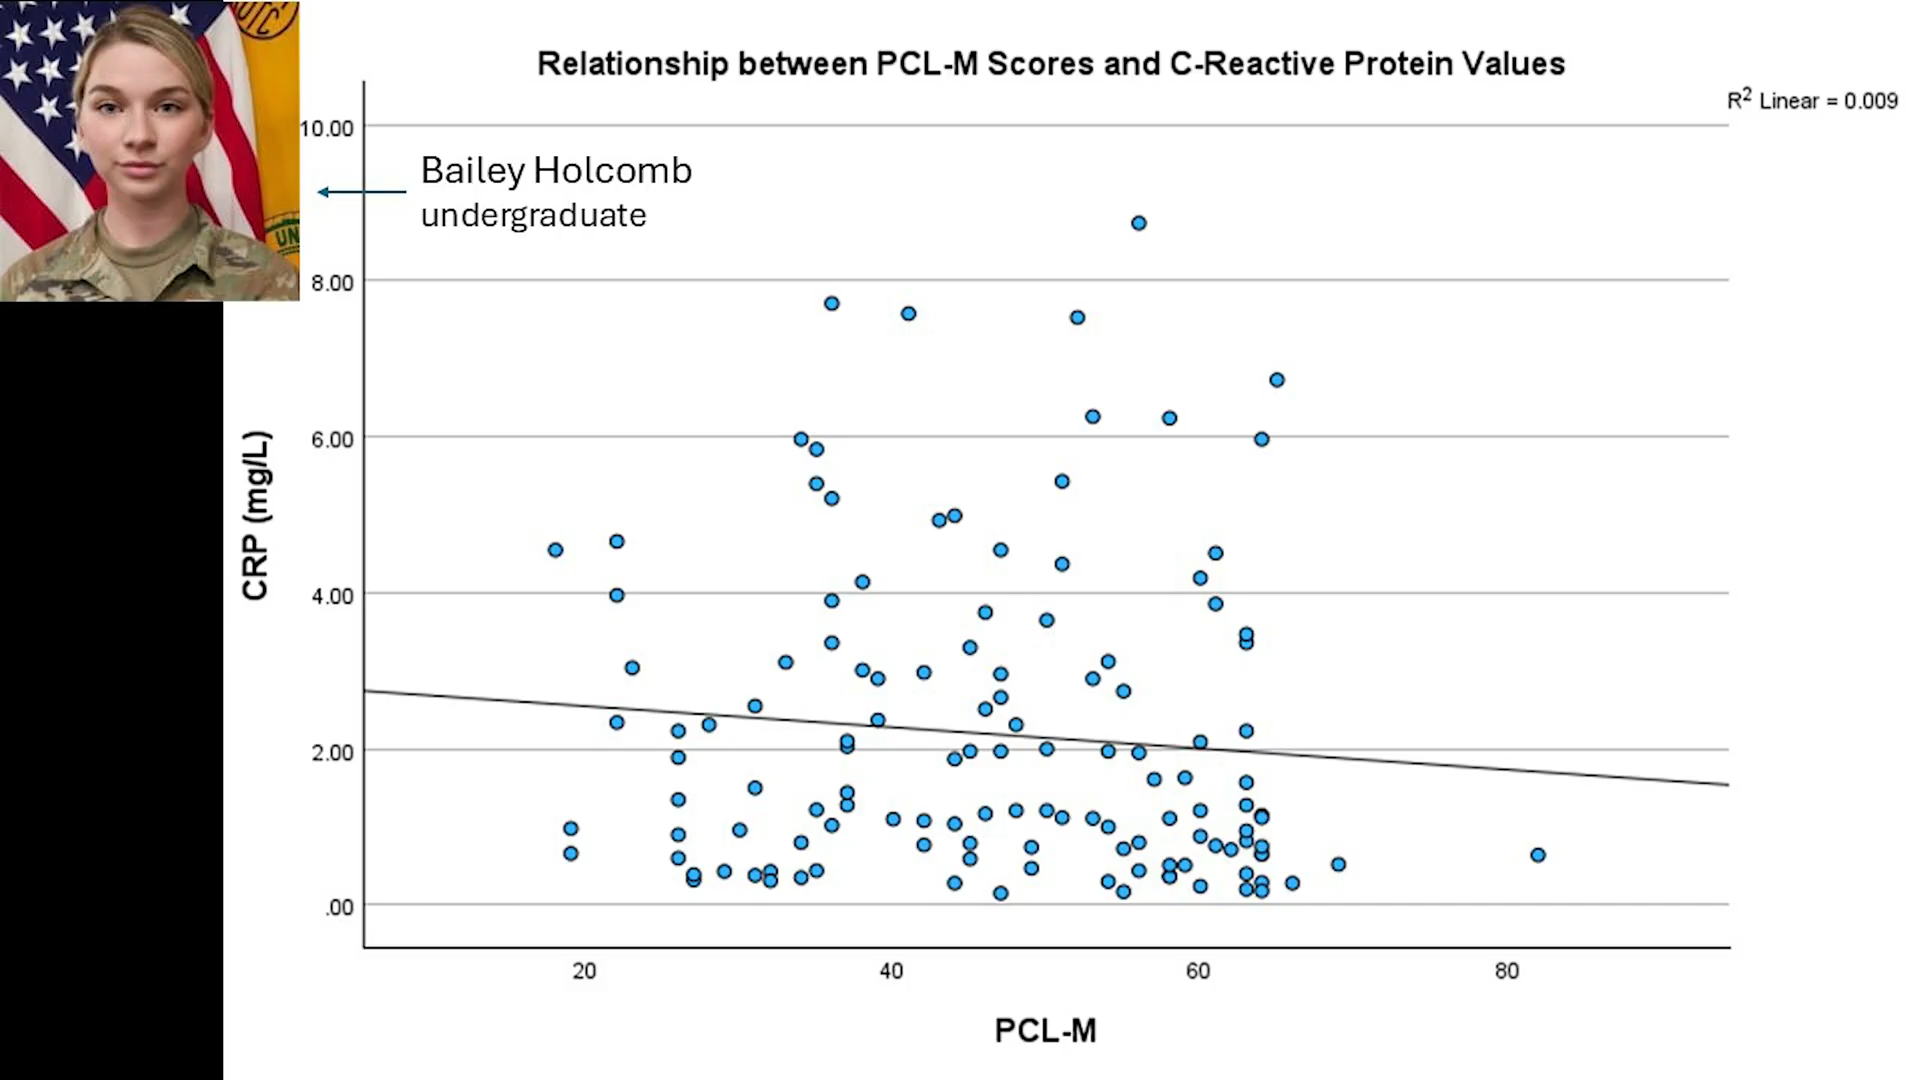 Relationship between PCL-M Scores and C-Reactive Protein Values
R2 Linear = 0.009
Bailey Holcomb
undergraduate
CRP (mg/L)
10.00
8.00
6.00
4.00
2.00
.00
20 40 60 80
PCL-M
UN